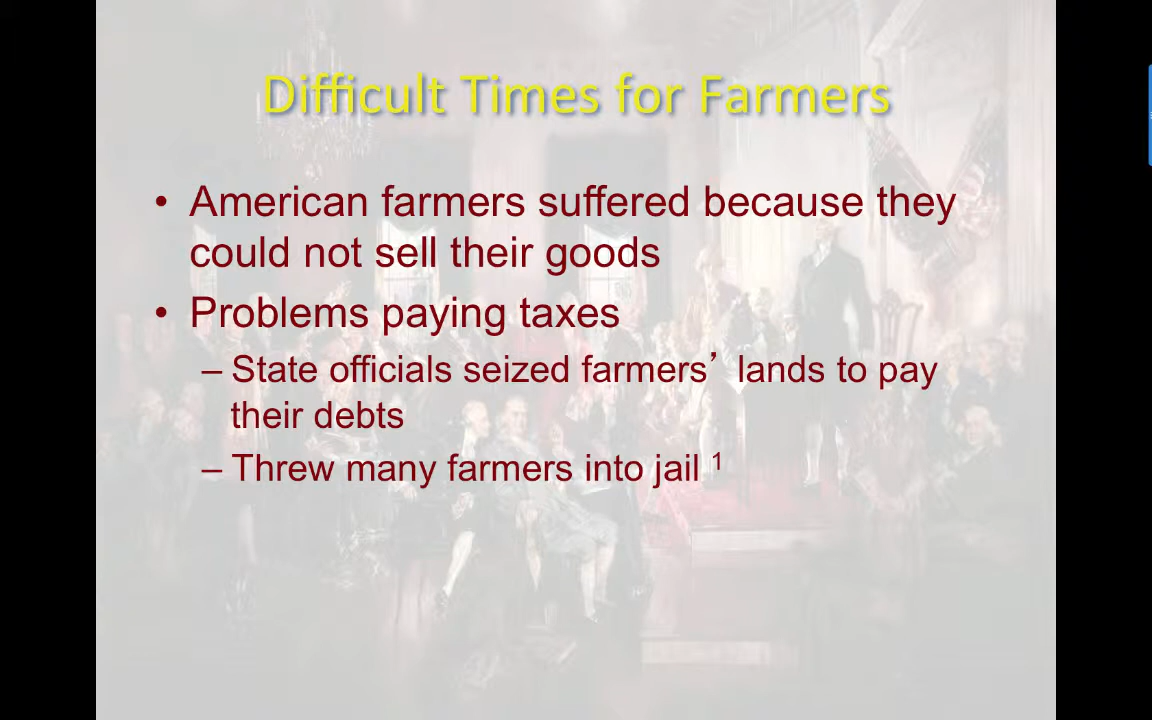 Difficult Times for Farmers
• American farmers suffered because they
could not sell their goods
• Problems paying taxes
– State officials seized farmers’ lands to pay
their debts
– Threw many farmers into jail 1